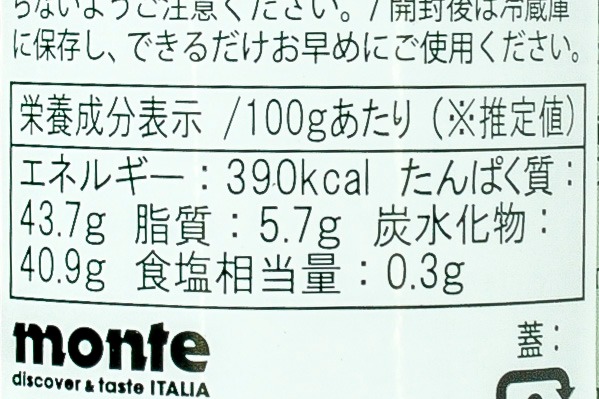 らないようご注意ください。/開封後は冷蔵庫
に保存し、できるだけお早めにご使用ください。
栄養成分表示 /100gあたり（※推定値）
エネルギー：390kcal たんぱく質：
43.7g 脂質：5.7g 炭水化物：
40.9g 食塩相当量：0.3g
monte
discover & taste ITALIA
蓋：